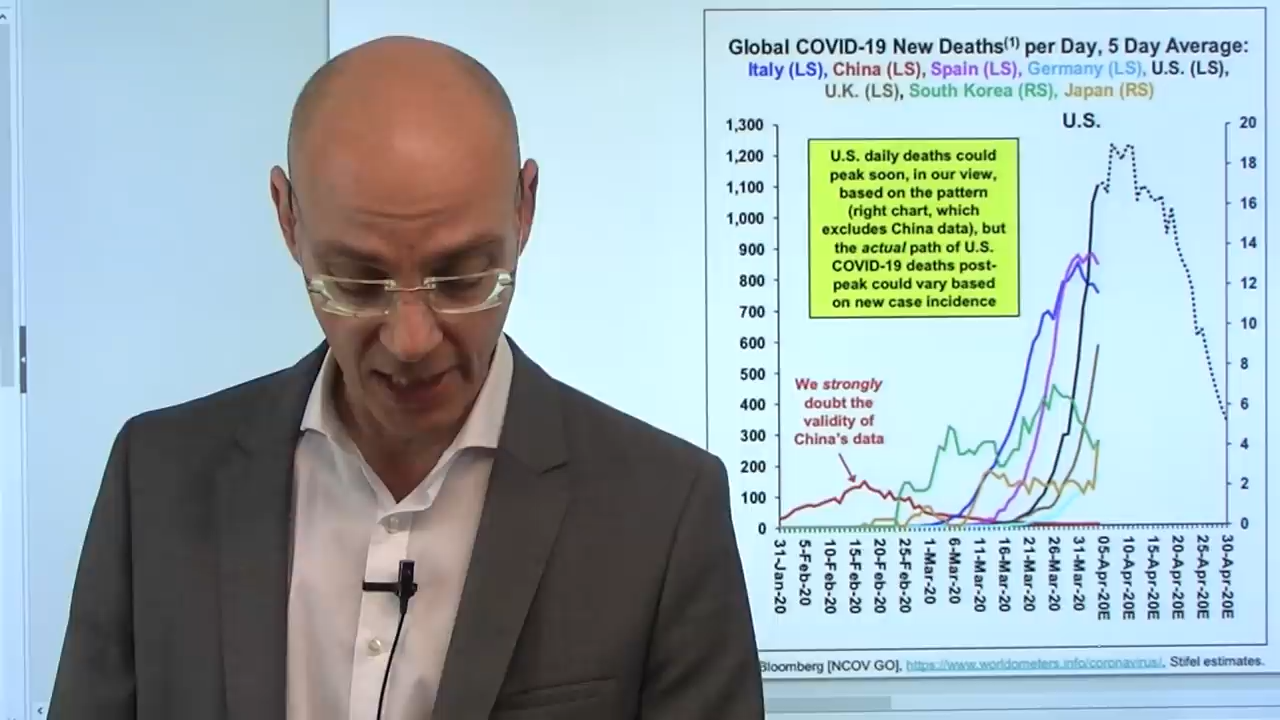 Global COVID-19 New Deaths(1) per Day, 5 Day Average:
Italy (LS), China (LS), Spain (LS), Germany (LS), U.S. (LS),
U.K. (LS), South Korea (RS), Japan (RS)
U.S.
1,300
1,200
1,100
1,000
900
800
700
600
500
400
300
200
100
0
20
18
16
14
12
10
8
6
4
2
0
U.S. daily deaths could
peak soon, in our view,
based on the pattern
(right chart, which
excludes China data), but
the actual path of U.S.
COVID-19 deaths post-
peak could vary based
on new case incidence
We strongly
doubt the
validity of
China's data
31-Jan-20
5-Feb-20
10-Feb-20
15-Feb-20
20-Feb-20
25-Feb-20
1-Mar-20
6-Mar-20
11-Mar-20
16-Mar-20
21-Mar-20
26-Mar-20
31-Mar-20
05-Apr-20E
10-Apr-20E
15-Apr-20E
20-Apr-20E
25-Apr-20E
30-Apr-20E
Bloomberg [NCOV GO], https://www.worldometers.info/coronavirus/, Stifel estimates.